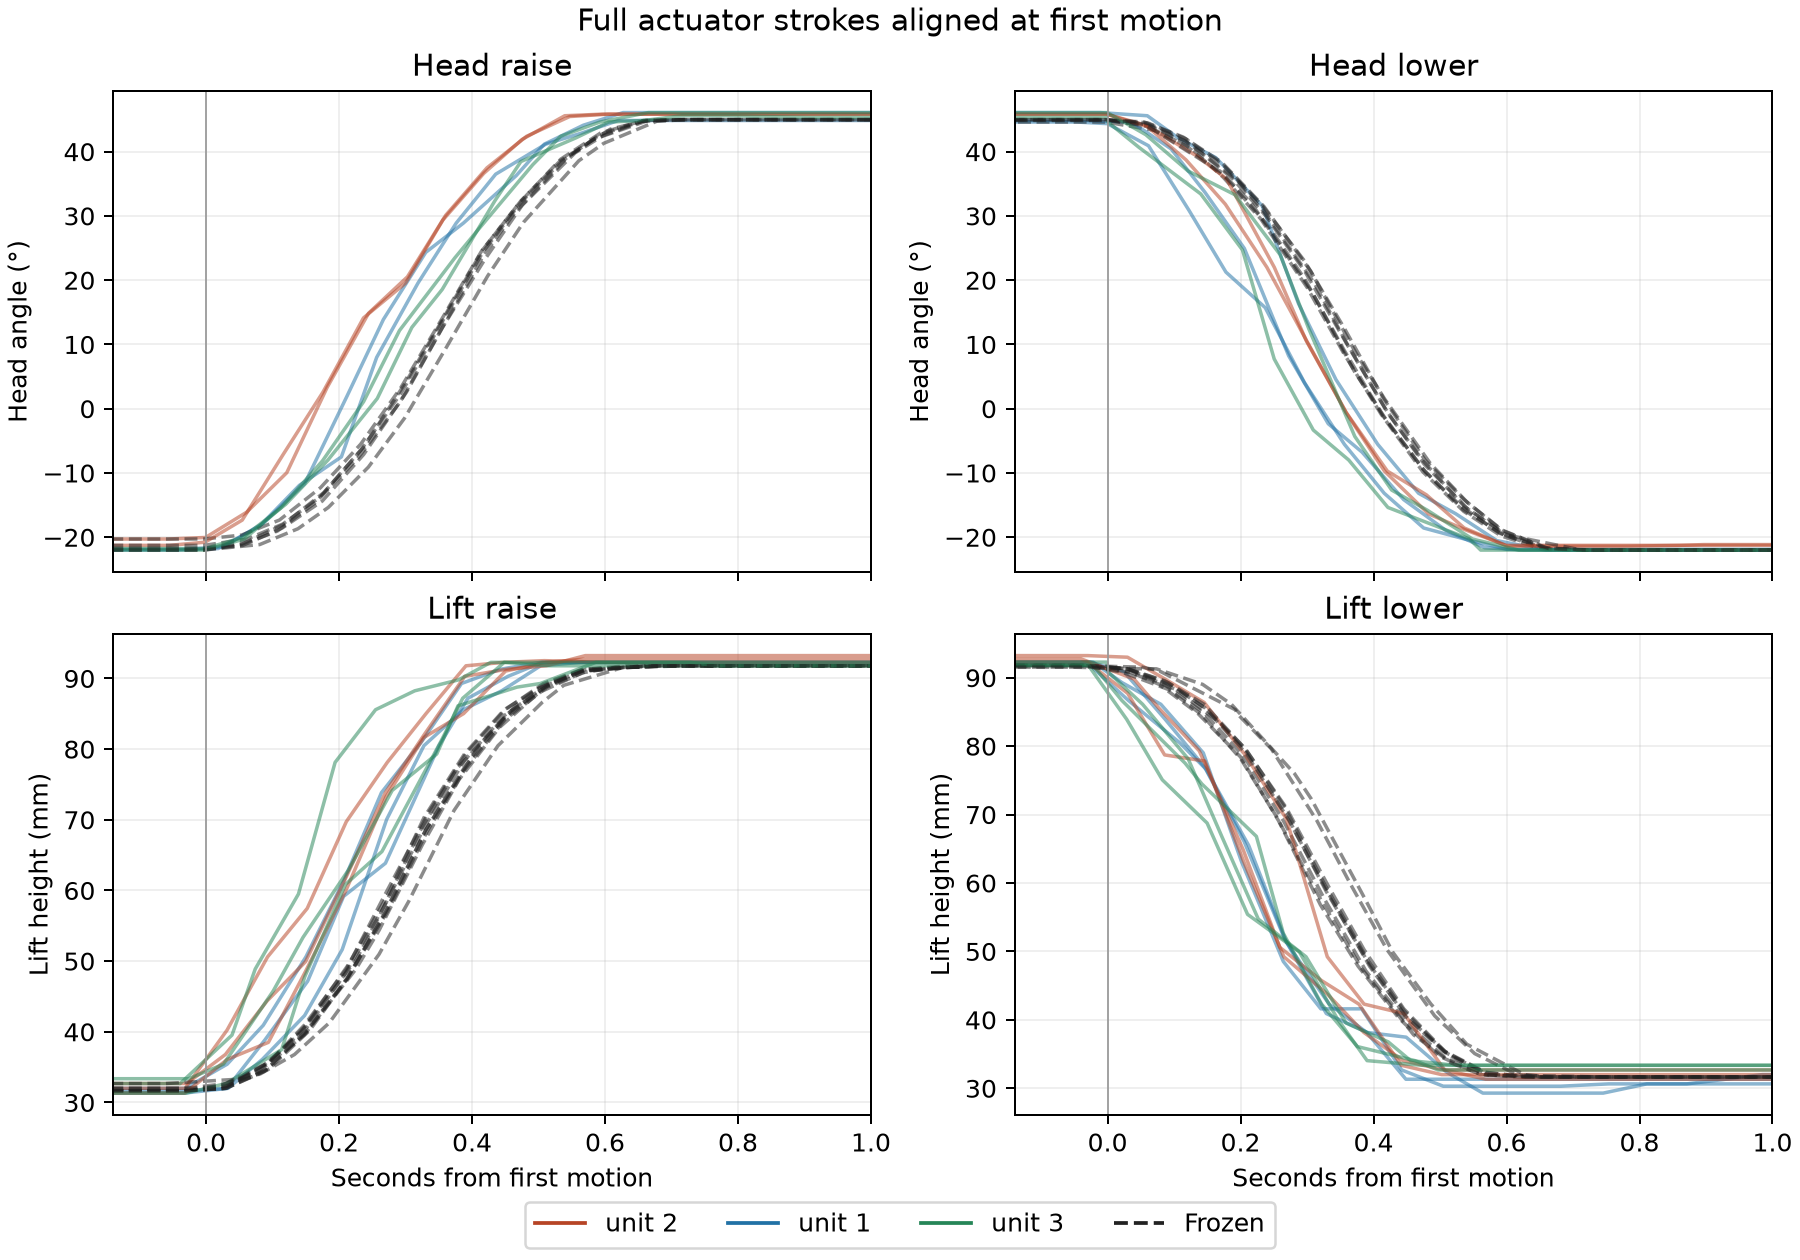 Full actuator strokes aligned at first motion
Head raise
Head lower
Head angle (°)
40
30
20
10
0
−10
−20
Head angle (°)
40
30
20
10
0
−10
−20
Lift raise
Lift lower
Lift height (mm)
90
80
70
60
50
40
30
Lift height (mm)
90
80
70
60
50
40
30
0.0 0.2 0.4 0.6 0.8 1.0
0.0 0.2 0.4 0.6 0.8 1.0
Seconds from first motion
Seconds from first motion
unit 2 unit 1 unit 3 Frozen